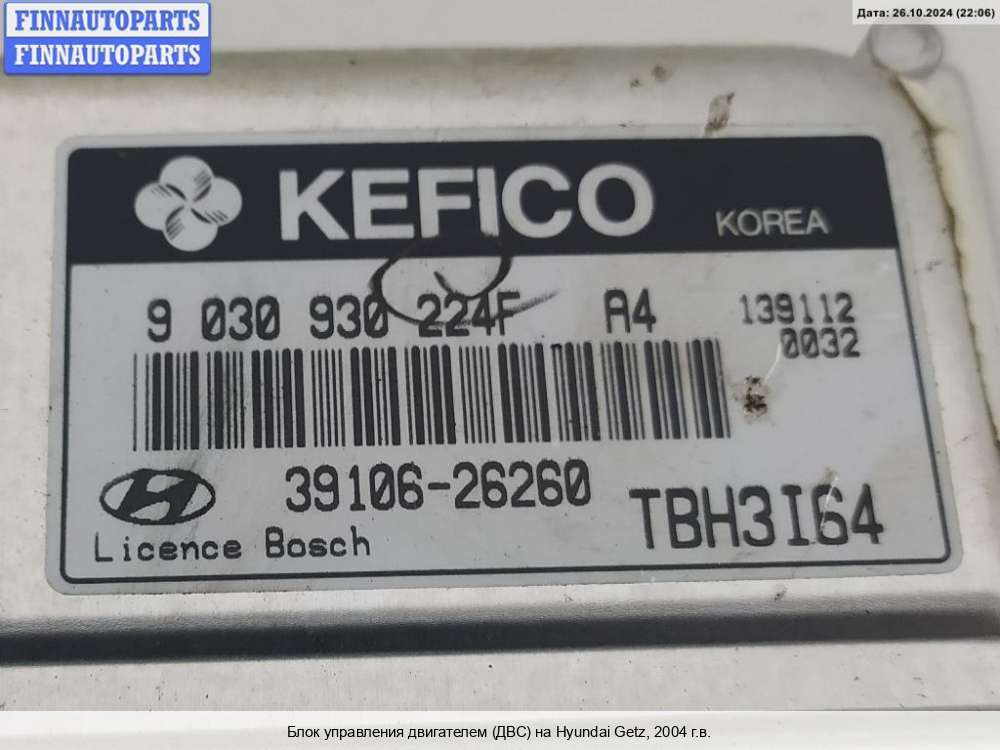 FINNAUTOPARTS
FINNAUTOPARTS
Дата: 26.10.2024 (22:06)
KEFICO KOREA
9 030 930 224F A4 139112
0032
39106-26260 TBH3I64
Licence Bosch
Блок управления двигателем (ДВС) на Hyundai Getz, 2004 г.в.